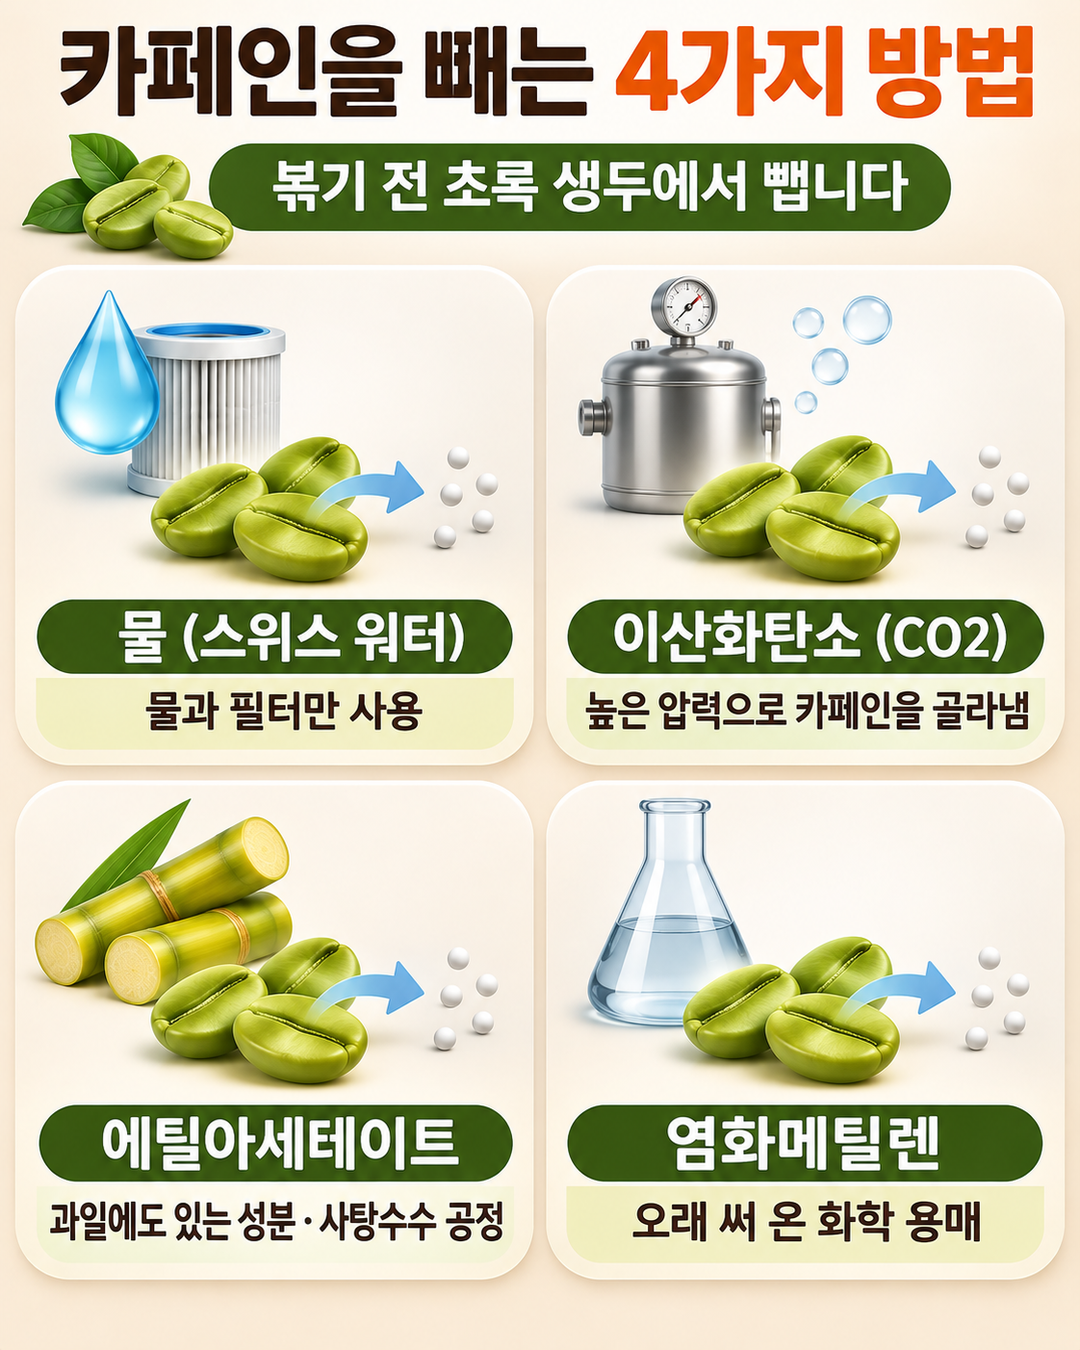 카페인을 빼는 4가지 방법
볶기 전 초록 생두에서 뺍니다
물 (스위스 워터)
물과 필터만 사용
이산화탄소 (CO2)
높은 압력으로 카페인을 골라냄
에틸아세테이트
과일에도 있는 성분 · 사탕수수 공정
염화메틸렌
오래 써 온 화학 용매